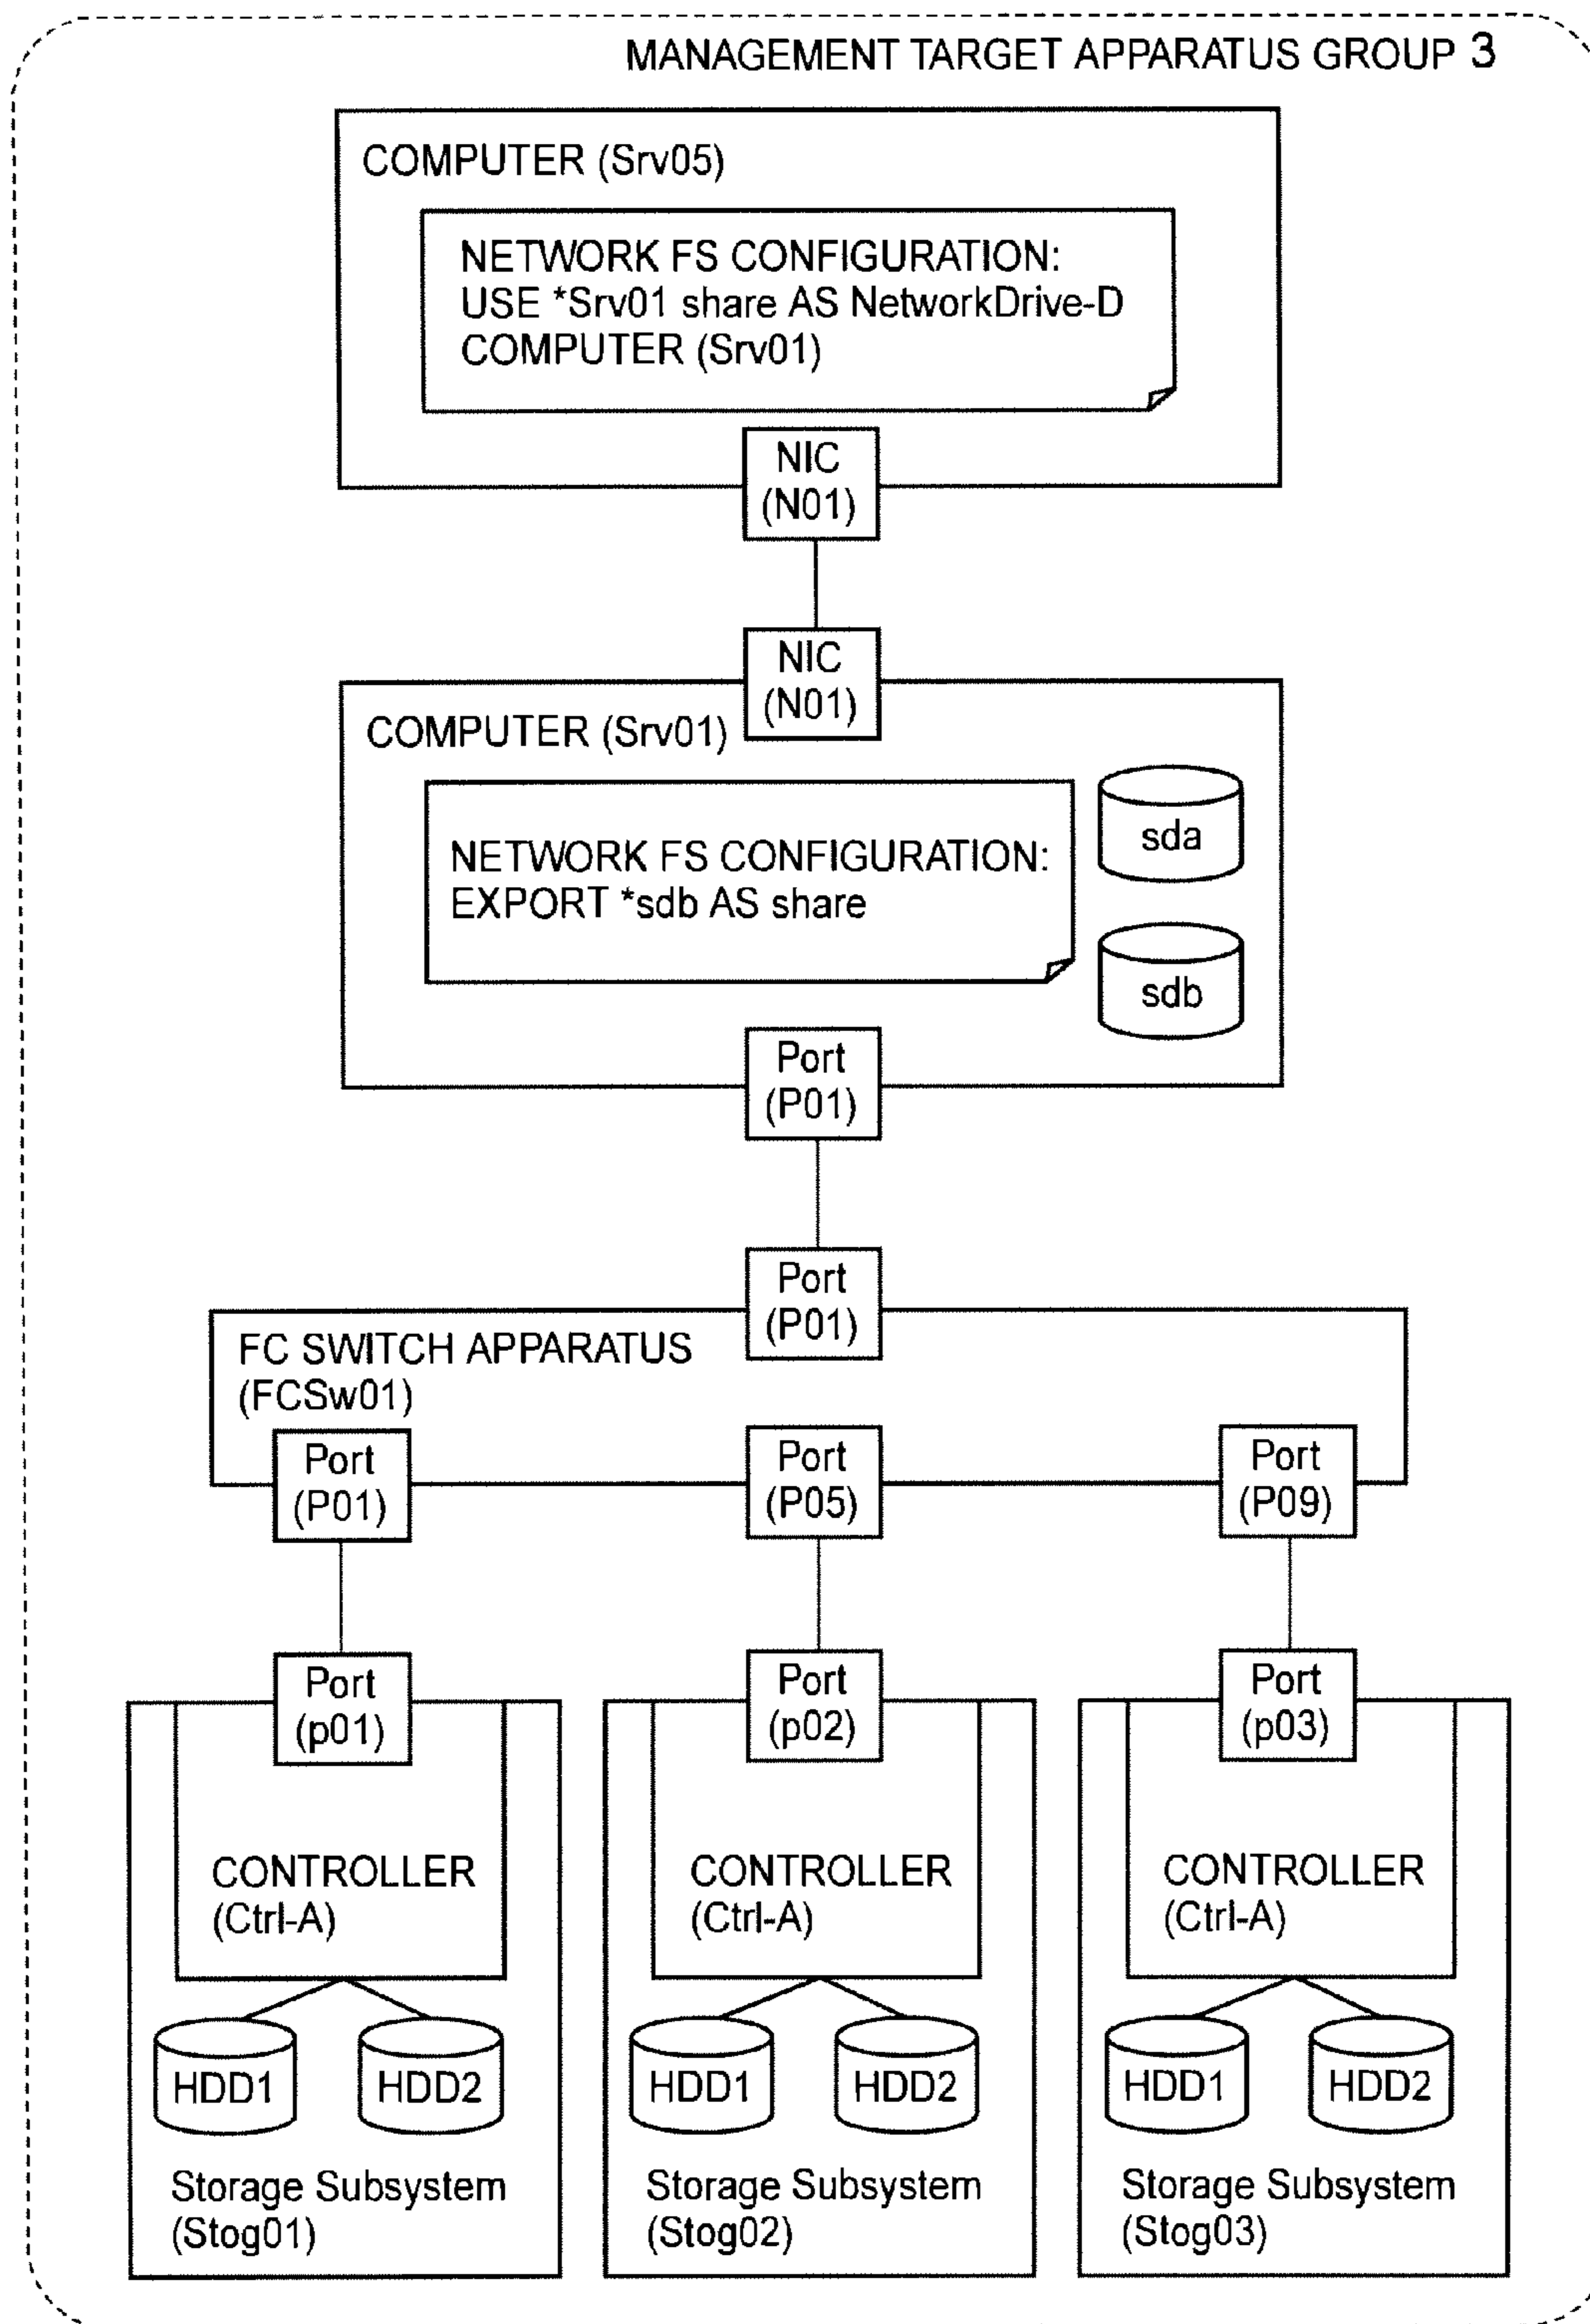 MANAGEMENT TARGET APPARATUS GROUP 3
COMPUTER (Srv05)
NETWORK FS CONFIGURATION:
USE *Srv01 share AS NetworkDrive-D
COMPUTER (Srv01)
NIC
(N01)
NIC
(N01)
COMPUTER (Srv01)
NETWORK FS CONFIGURATION:
EXPORT *sdb AS share
sda
sdb
Port
(P01)
Port
(P01)
FC SWITCH APPARATUS
(FCSw01)
Port
(P01)
Port
(P05)
Port
(P09)
Port
(p01)
Port
(p02)
Port
(p03)
CONTROLLER
(Ctrl-A)
CONTROLLER
(Ctrl-A)
CONTROLLER
(Ctrl-A)
HDD1
HDD2
HDD1
HDD2
HDD1
HDD2
Storage Subsystem
(Stog01)
Storage Subsystem
(Stog02)
Storage Subsystem
(Stog03)